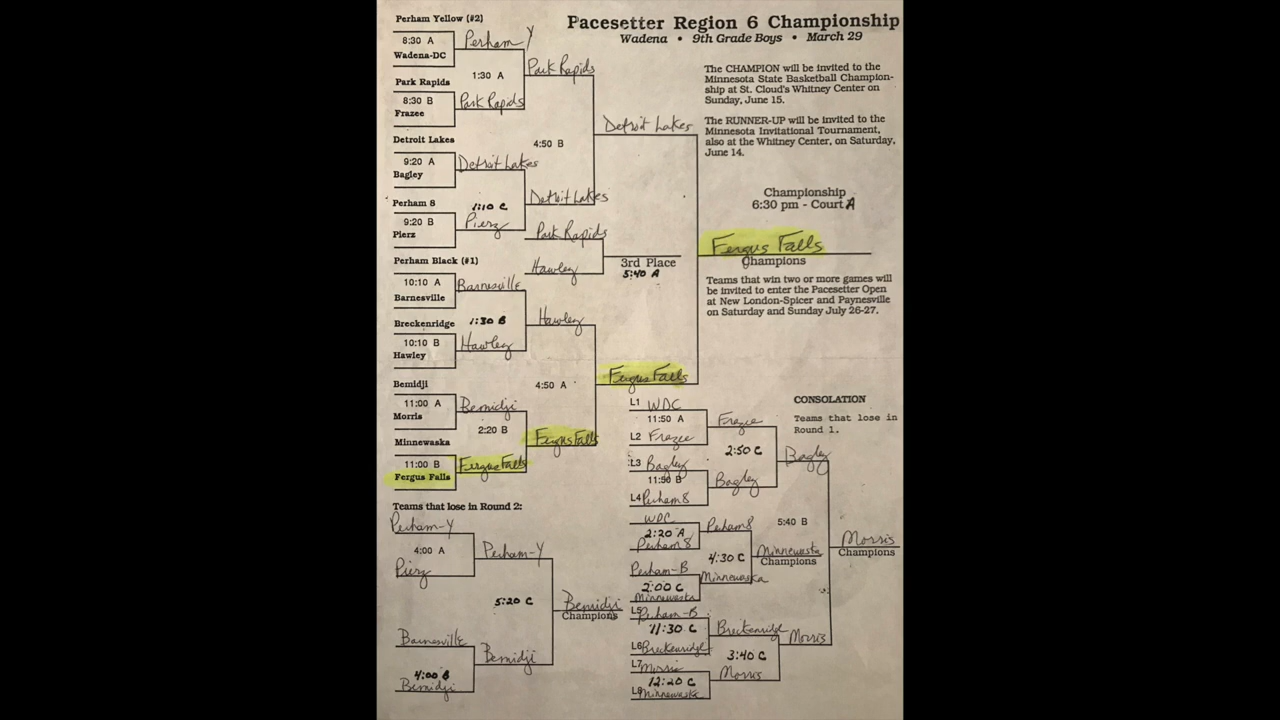 Pacesetter Region 6 Championship
Wadena • 9th Grade Boys • March 29
The CHAMPION will be invited to the
Minnesota State Basketball Champion-
ship at St. Cloud's Whitney Center on
Sunday, June 15.
The RUNNER-UP will be invited to the
Minnesota Invitational Tournament,
also at the Whitney Center, on Saturday,
June 14.
Championship
6:30 pm - Court A
Fergus Falls
Champions
Teams that win two or more games will
be invited to enter the Pacesetter Open
at New London-Spicer and Paynesville
on Saturday and Sunday July 26-27.
Perham Yellow (#2)
8:30 A
Wadena-DC
Perham Y
1:30 A
Park Rapids
8:30 B
Frazee
Park Rapids
Park Rapids
4:50 B
Detroit Lakes
9:20 A
Bagley
Detroit Lakes
1:10 C
Perham 8
9:20 B
Pierz
Pierz
Detroit Lakes
Detroit Lakes
Park Rapids
Hawley
3rd Place
5:40 A
Perham Black (#1)
10:10 A
Barnesville
Barnesville
1:30 B
Breckenridge
10:10 B
Hawley
Hawley
Hawley
4:50 A
Bemidji
11:00 A
Morris
Bemidji
2:20 B
Minnewaska
11:00 B
Fergus Falls
Fergus Falls
Fergus Falls
Fergus Falls
Teams that lose in Round 2:
Perham-Y
4:00 A
Pierz
Perham-Y
5:20 C
Barnesville
4:00 B
Bemidji
Bemidji
Bemidji
Champions
CONSOLATION
Teams that lose in
Round 1.
L1 WDC
11:50 A
L2 Frazee
Frazee
2:50 C
L3 Bagley
11:50 B
L4 Perham 8
Bagley
Bagley
5:40 B
WDC
2:20 A
Perham 8
Perham 8
4:30 C
Perham-B
2:00 C
Minnewaska
Minnewaska
Minnewaska
Champions
L5 Perham-B
11:30 C
L6 Breckenridge
Breckenridge
3:40 C
L7 Morris
12:20 C
L8 Minnewaska
Morris
Morris
Morris
Champions